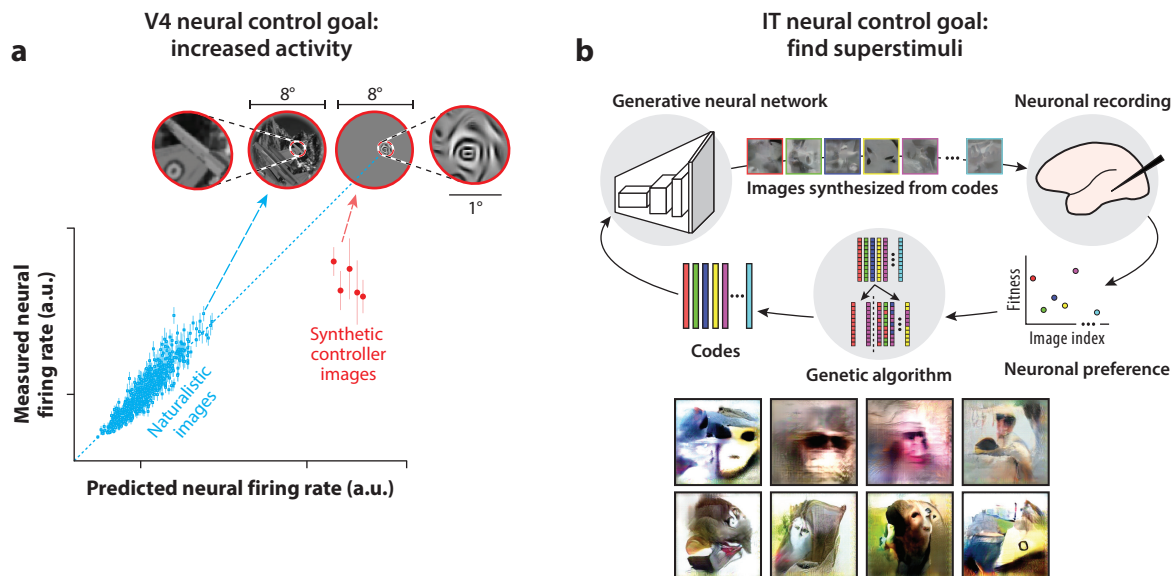 V4 neural control goal:
increased activity
a
8°
8°
1°
Measured neural
firing rate (a.u.)
Naturalistic
images
Synthetic
controller
images
Predicted neural firing rate (a.u.)
IT neural control goal:
find superstimuli
b
Generative neural network
Neuronal recording
Images synthesized from codes
Codes
Genetic algorithm
Fitness
Image index
Neuronal preference